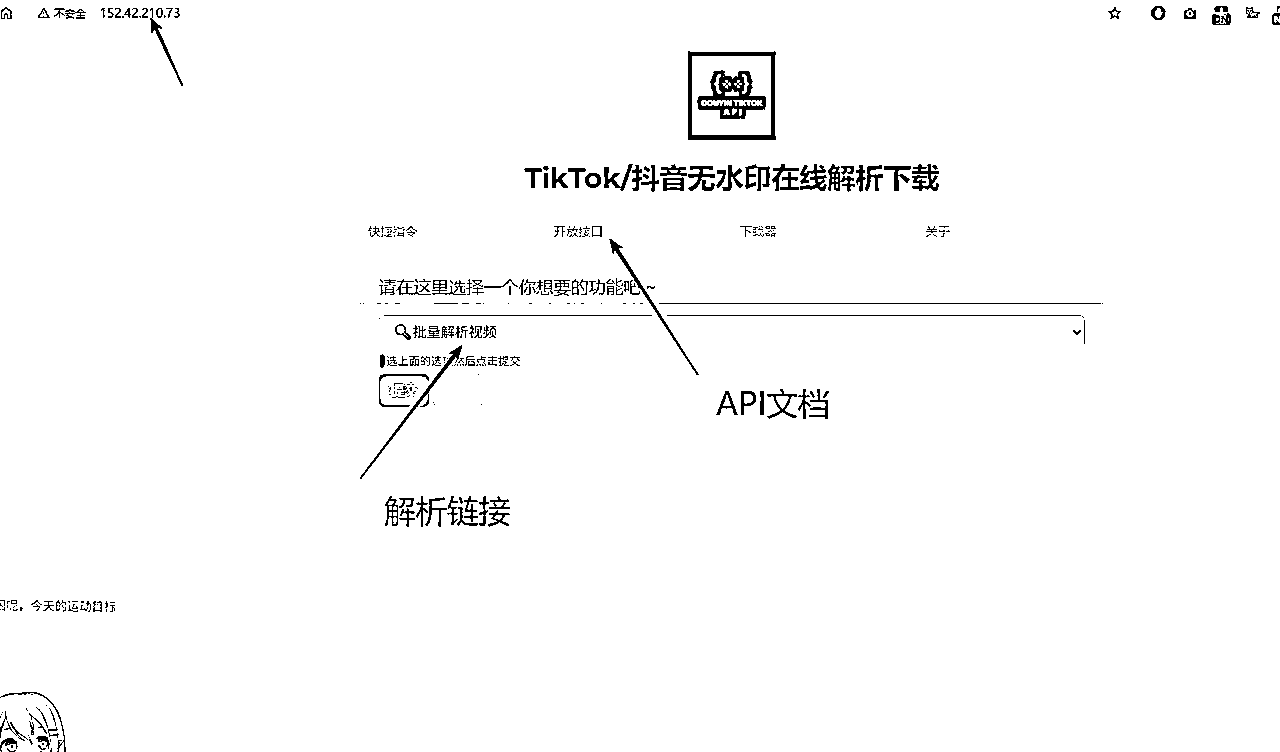 不安全 152.42.210.73
DOUYIN TIKTOK
API
TikTok/抖音无水印在线解析下载
快捷指令 开放接口 下载器 关于
请在这里选择一个你想要的功能吧 ~
🔍批量解析视频
选上面的选 然后点击提交
提交
API文档
解析链接
呢，今天的运动目标